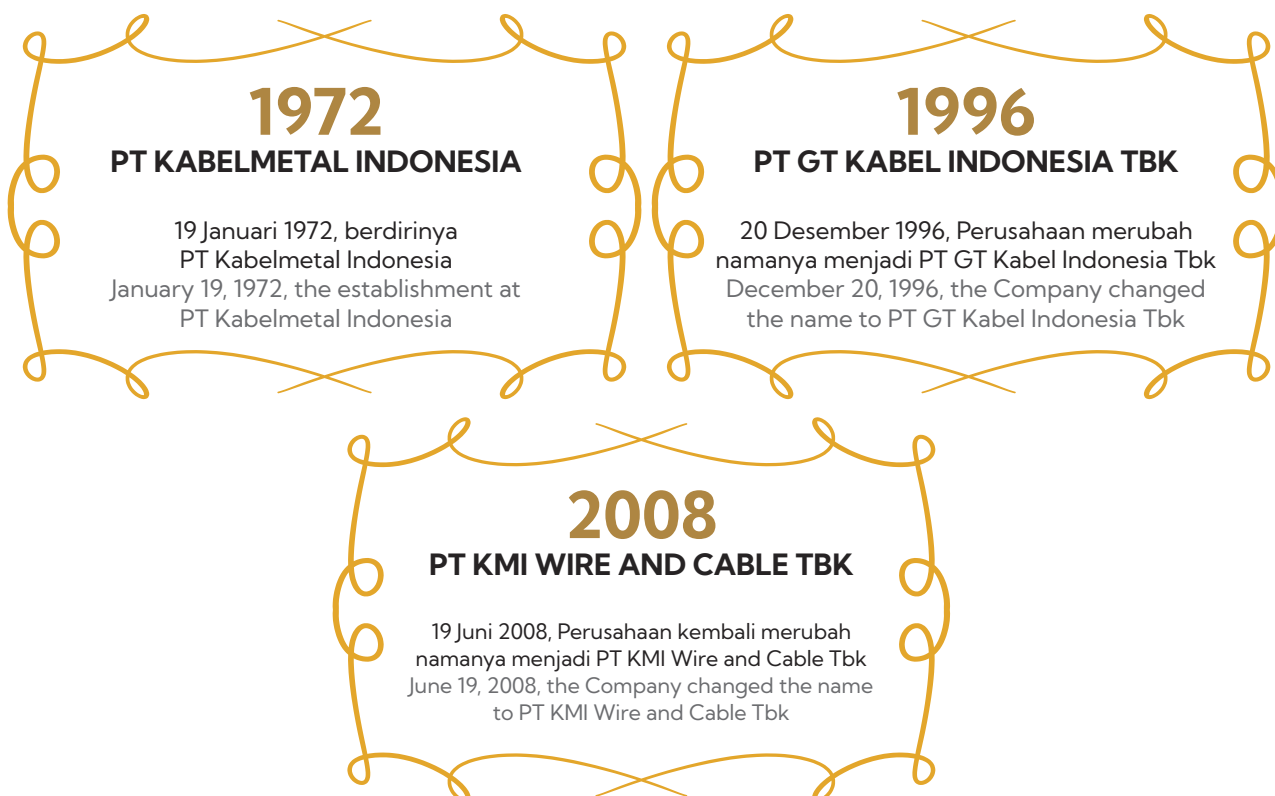 1972
PT KABELMETAL INDONESIA
19 Januari 1972, berdirinya
PT Kabelmetal Indonesia
January 19, 1972, the establishment at
PT Kabelmetal Indonesia
1996
PT GT KABEL INDONESIA TBK
20 Desember 1996, Perusahaan merubah
namanya menjadi PT GT Kabel Indonesia Tbk
December 20, 1996, the Company changed
the name to PT GT Kabel Indonesia Tbk
2008
PT KMI WIRE AND CABLE TBK
19 Juni 2008, Perusahaan kembali merubah
namanya menjadi PT KMI Wire and Cable Tbk
June 19, 2008, the Company changed the name
to PT KMI Wire and Cable Tbk